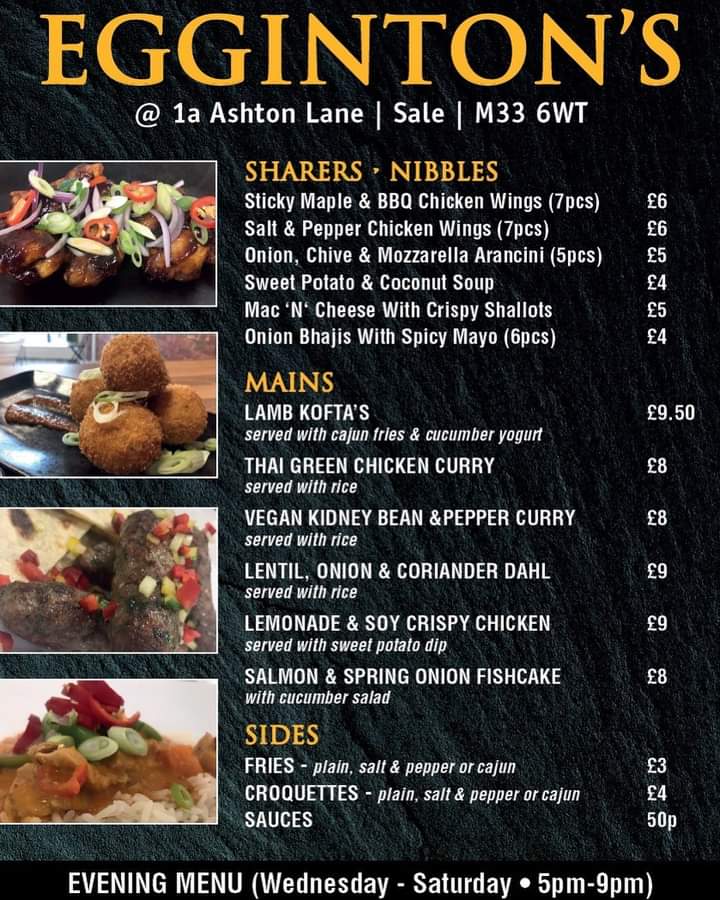 EGGINTON'S
@ 1a Ashton Lane | Sale | M33 6WT
SHARERS · NIBBLES
Sticky Maple & BBQ Chicken Wings (7pcs) £6
Salt & Pepper Chicken Wings (7pcs) £6
Onion, Chive & Mozzarella Arancini (5pcs) £5
Sweet Potato & Coconut Soup £4
Mac 'N' Cheese With Crispy Shallots £5
Onion Bhajis With Spicy Mayo (6pcs) £4
MAINS
LAMB KOFTA'S £9.50
served with cajun fries & cucumber yogurt
THAI GREEN CHICKEN CURRY £8
served with rice
VEGAN KIDNEY BEAN &PEPPER CURRY £8
served with rice
LENTIL, ONION & CORIANDER DAHL £9
served with rice
LEMONADE & SOY CRISPY CHICKEN £9
served with sweet potato dip
SALMON & SPRING ONION FISHCAKE £8
with cucumber salad
SIDES
FRIES - plain, salt & pepper or cajun £3
CROQUETTES - plain, salt & pepper or cajun £4
SAUCES 50p
EVENING MENU (Wednesday - Saturday • 5pm-9pm)